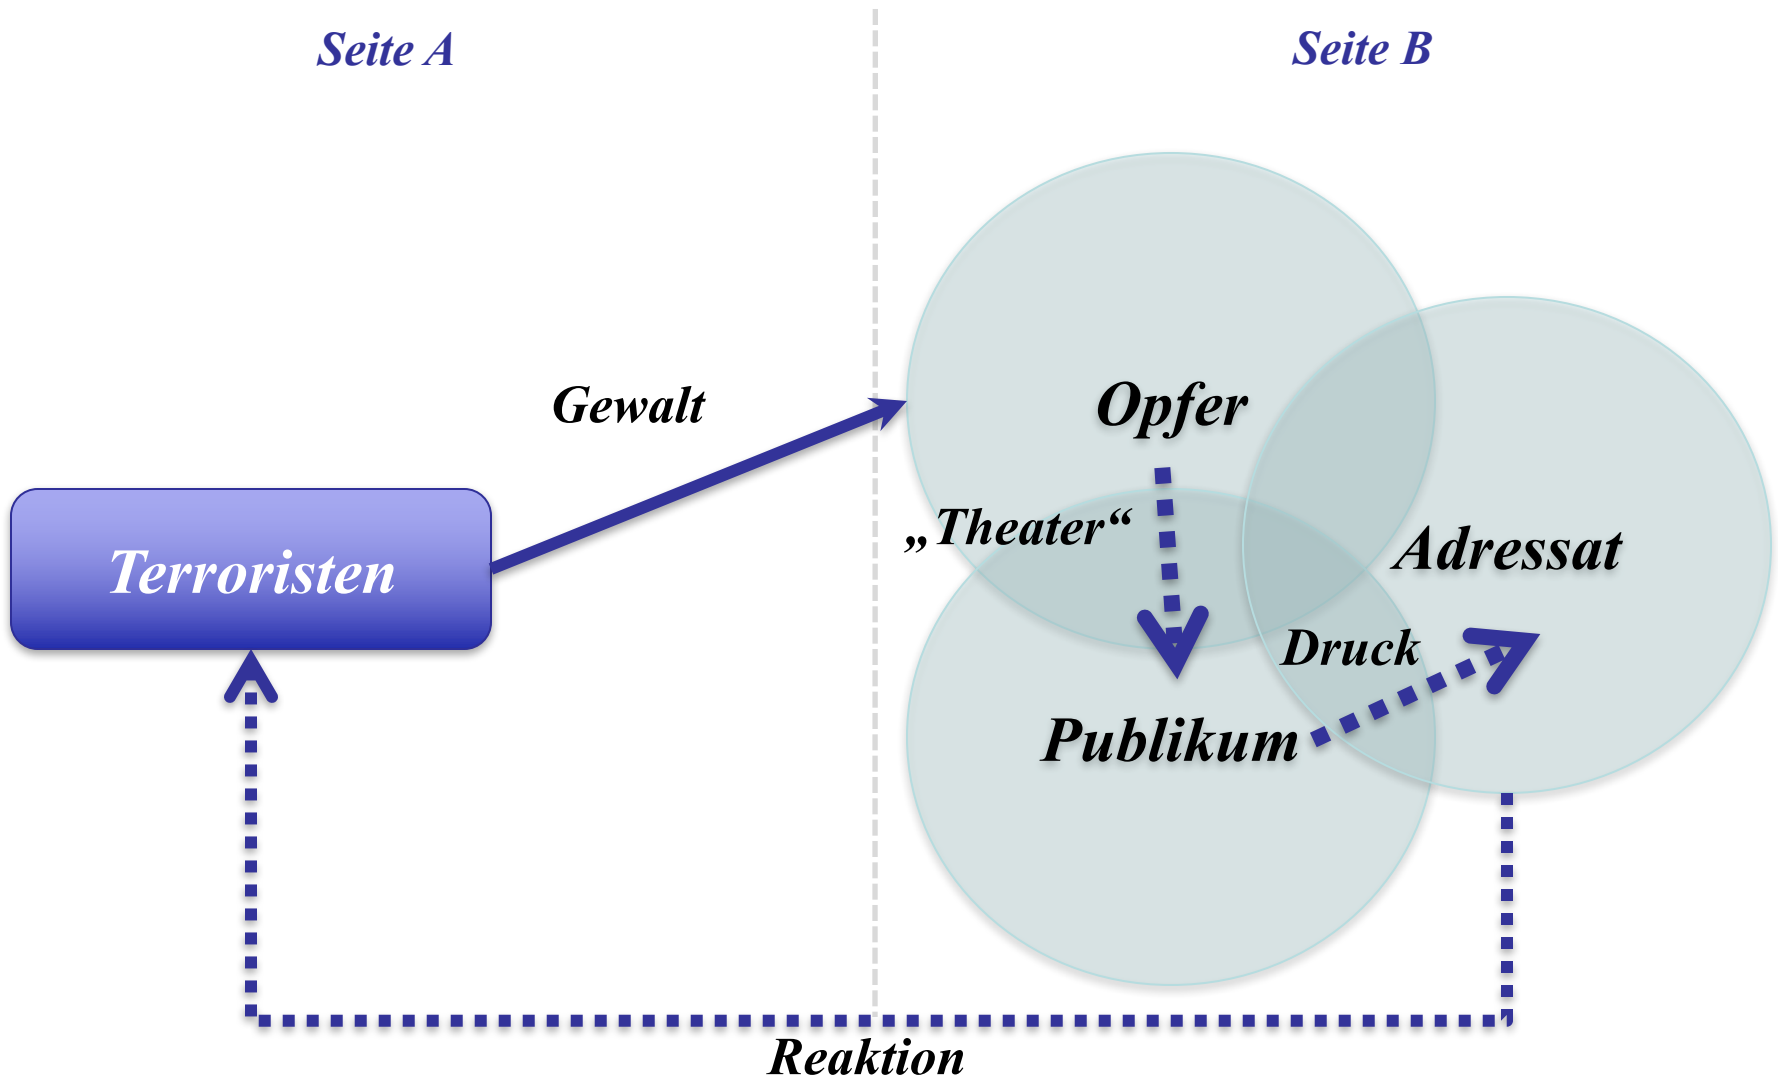 Seite A
Seite B
Gewalt
Opfer
„Theater“
Adressat
Terroristen
Druck
Publikum
Reaktion